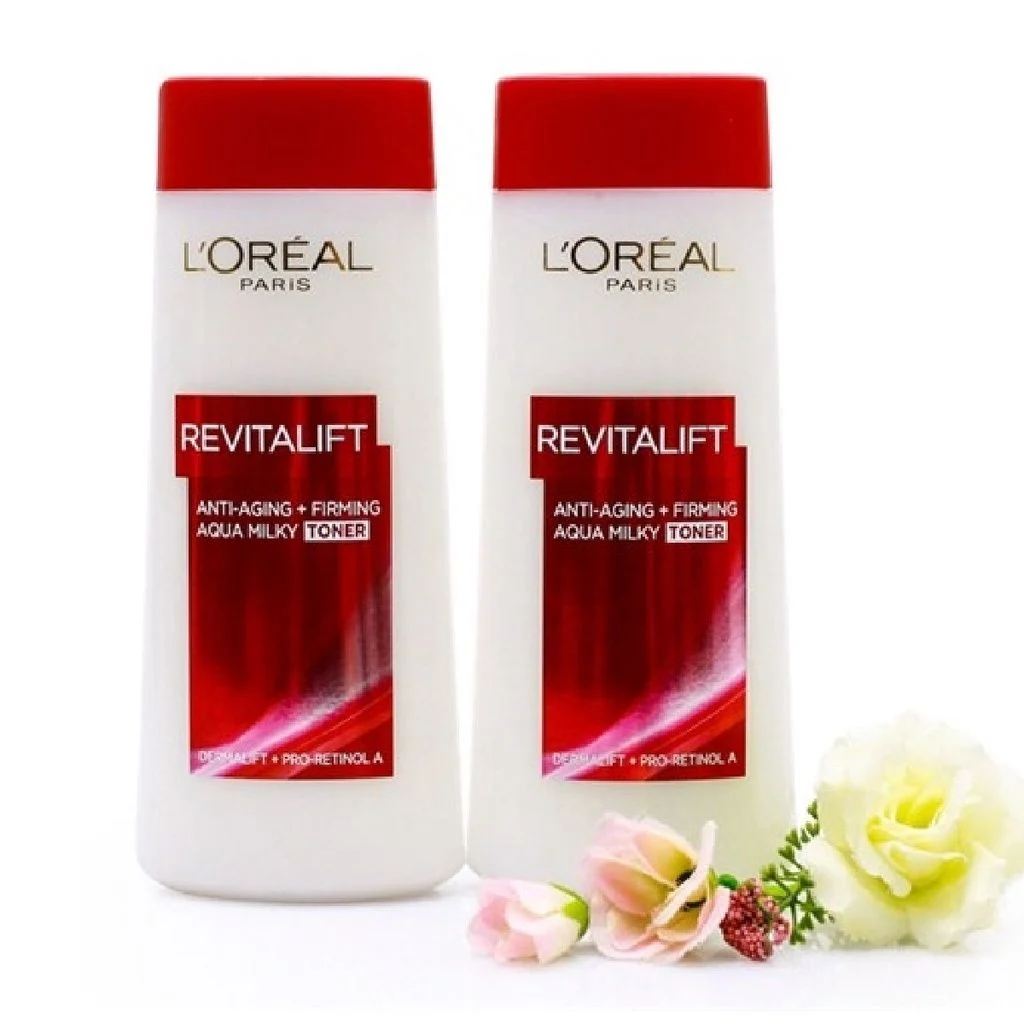 L'ORÉAL
PARIS
REVITALIFT
ANTI-AGING + FIRMING
AQUA MILKY TONER
DERMALIFT + PRO-RETINOL A
L'ORÉAL
PARIS
REVITALIFT
ANTI-AGING + FIRMING
AQUA MILKY TONER
DERMALIFT + PRO-RETINOL A